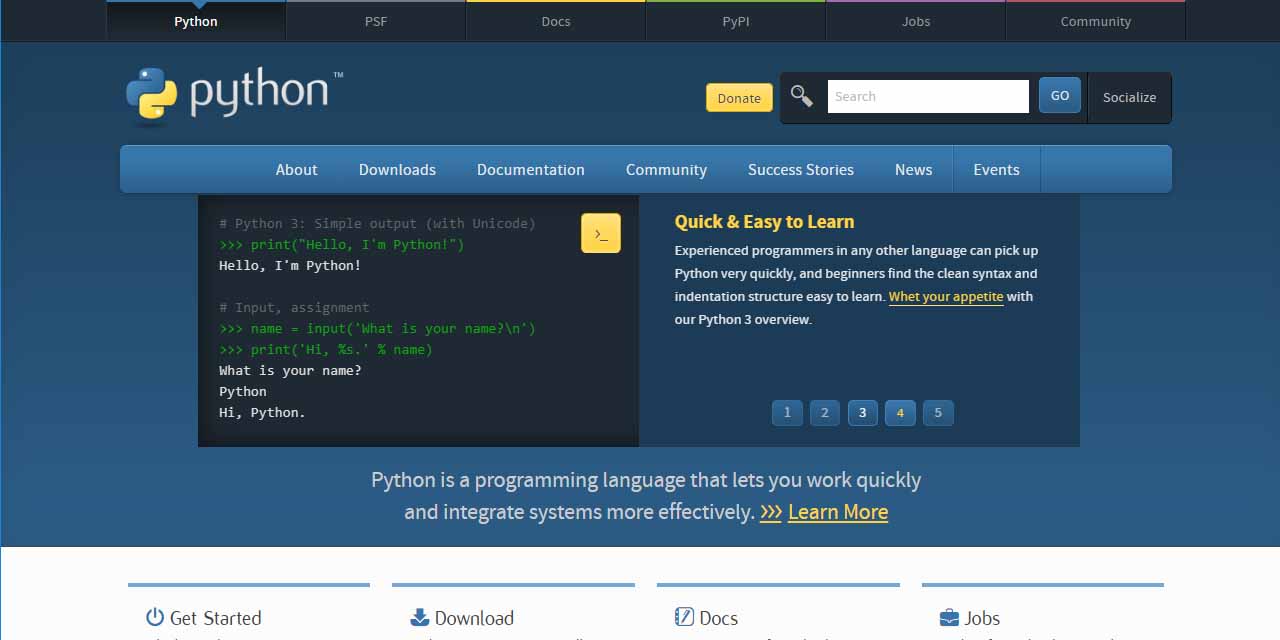 Python PSF Docs PyPI Jobs Community
python™
Donate Search GO Socialize
About Downloads Documentation Community Success Stories News Events
# Python 3: Simple output (with Unicode)
>>> print("Hello, I'm Python!")
Hello, I'm Python!
# Input, assignment
>>> name = input('What is your name?\n')
>>> print('Hi, %s.' % name)
What is your name?
Python
Hi, Python.
>_
Quick & Easy to Learn
Experienced programmers in any other language can pick up
Python very quickly, and beginners find the clean syntax and
indentation structure easy to learn. Whet your appetite with
our Python 3 overview.
1 2 3 4 5
Python is a programming language that lets you work quickly
and integrate systems more effectively. >>> Learn More
Get Started Download Docs Jobs